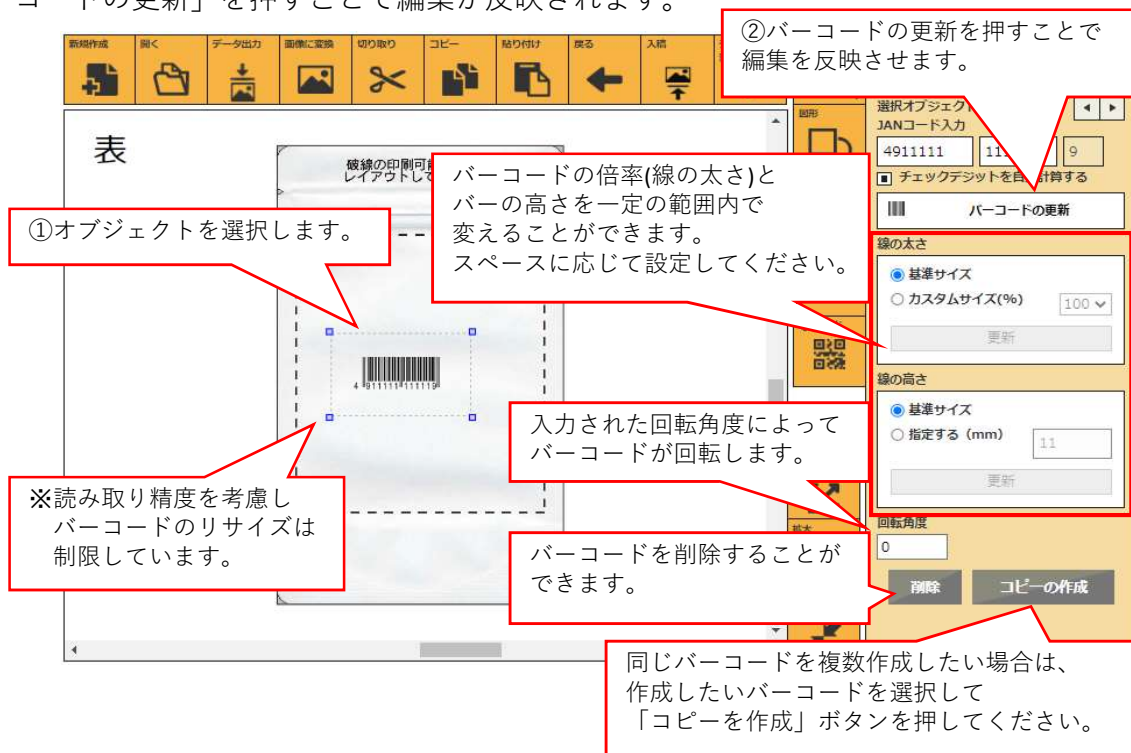 コードの更新」を押すことで編集が反映されます。
新規作成
開く
データ出力
画像に変換
切り取り
コピー
貼り付け
戻る
入稿
②バーコードの更新を押すことで
編集を反映させます。
図形
選択オブジェクト
JANコード入力
4911111
9
チェックデジットを自
計算する
バーコードの更新
表
破線の印刷可
レイアウトして
①オブジェクトを選択します。
バーコードの倍率(線の太さ)と
バーの高さを一定の範囲内で
変えることができます。
スペースに応じて設定してください。
線の太さ
基準サイズ
カスタムサイズ(%)
100
更新
4 911111 111119
線の高さ
基準サイズ
指定する（mm）
11
更新
入力された回転角度によって
バーコードが回転します。
※読み取り精度を考慮し
バーコードのリサイズは
制限しています。
拡大
回転角度
0
バーコードを削除することが
できます。
削除
コピーの作成
同じバーコードを複数作成したい場合は、
作成したいバーコードを選択して
「コピーを作成」ボタンを押してください。